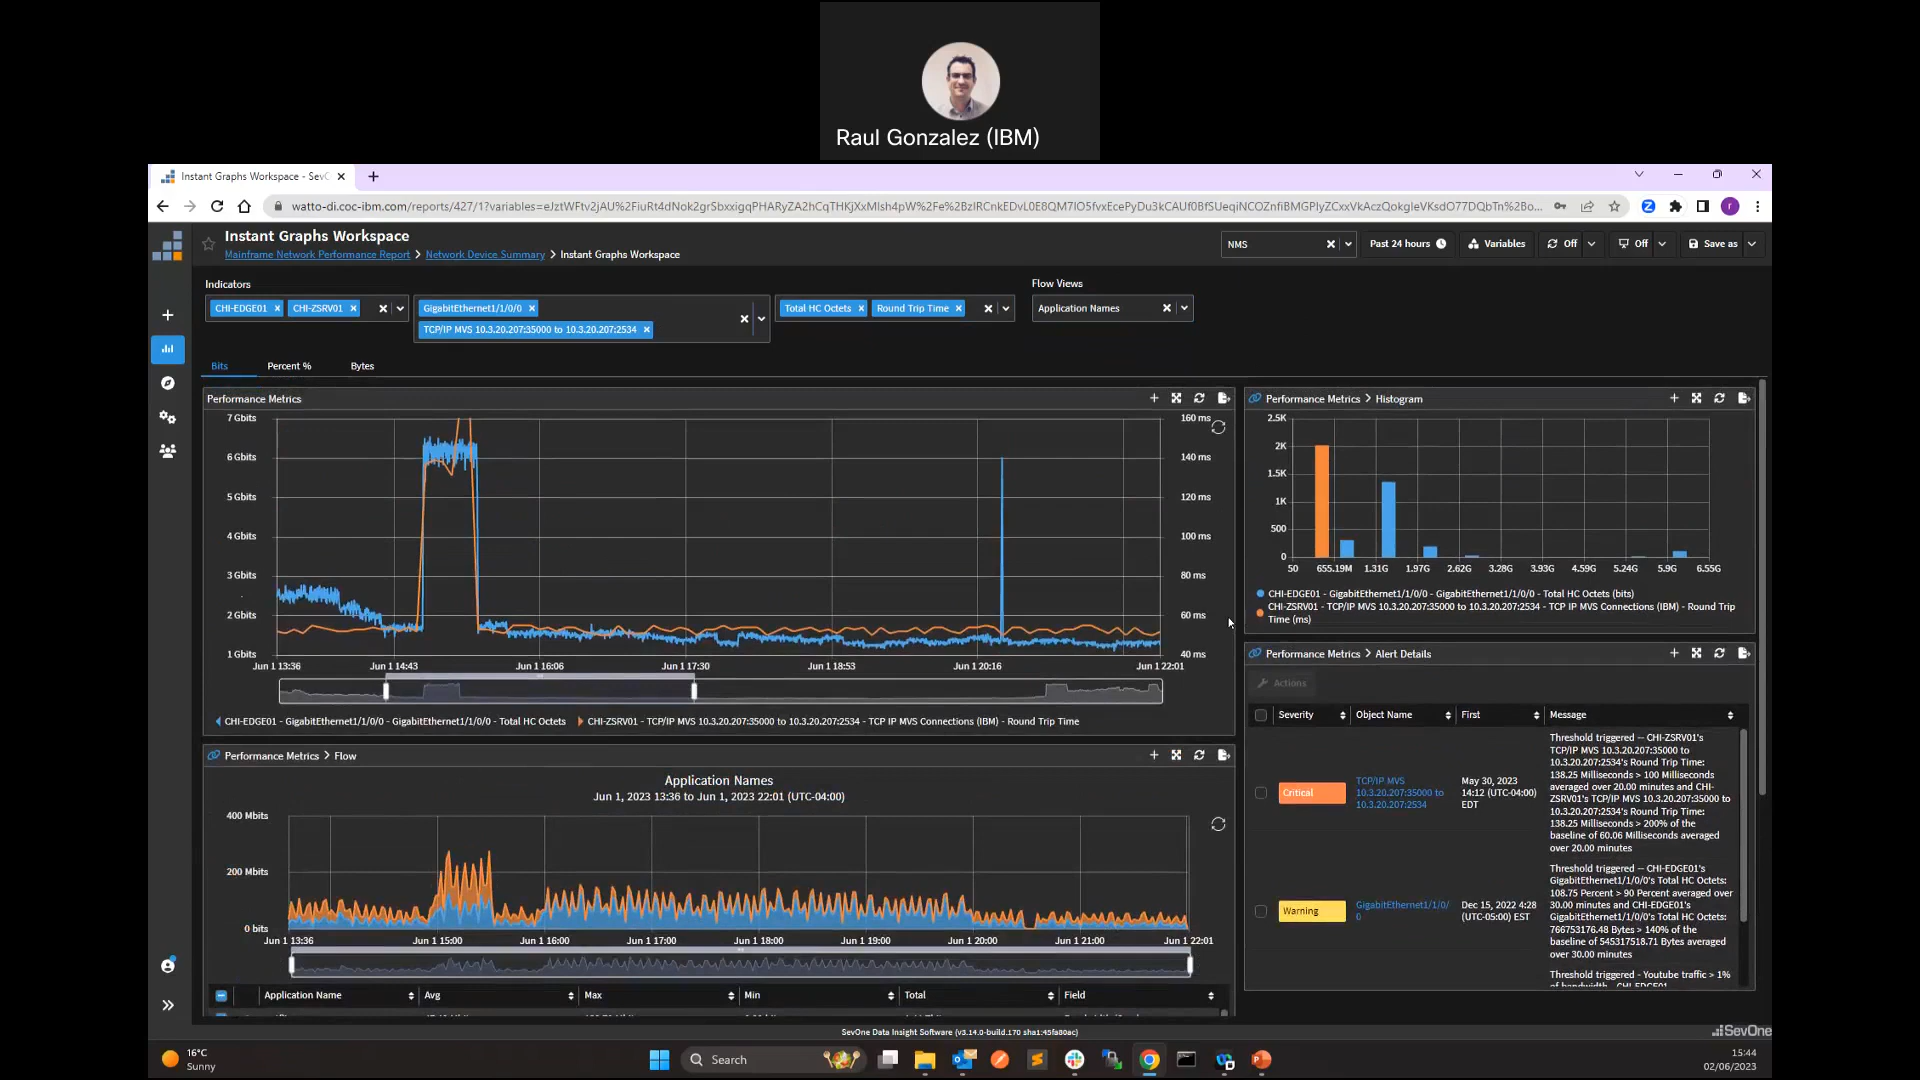 Raul Gonzalez (IBM)
Instant Graphs Workspace - SevO
watto-di.coc-ibm.com/reports/427/1?variables=
Instant Graphs Workspace
Mainframe Network Performance Report > Network Device Summary > Instant Graphs Workspace
NMS
Past 24 hours
Variables
Off
Off
Save as
Indicators
Flow Views
CHI-EDGE01
CHI-ZSRV01
GigabitEthernet1/1/0/0
TCP/IP MVS 10.3.20.207:35000 to 10.3.20.207:2534
Total HC Octets
Round Trip Time
Application Names
Bits
Percent %
Bytes
Performance Metrics
7 Gbits
6 Gbits
5 Gbits
4 Gbits
3 Gbits
2 Gbits
1 Gbits
160 ms
140 ms
120 ms
100 ms
80 ms
60 ms
40 ms
Jun 1 13:36
Jun 1 14:43
Jun 1 16:06
Jun 1 17:30
Jun 1 18:53
Jun 1 20:16
Jun 1 22:01
CHI-EDGE01 - GigabitEthernet1/1/0/0 - GigabitEthernet1/1/0/0 - Total HC Octets
CHI-ZSRV01 - TCP/IP MVS 10.3.20.207:35000 to 10.3.20.207:2534 - TCP IP MVS Connections (IBM) - Round Trip Time
Performance Metrics > Histogram
2.5K
2K
1.5K
1K
500
0
50
655.19M
1.31G
1.97G
2.62G
3.28G
3.93G
4.59G
5.24G
5.9G
6.55G
CHI-EDGE01 - GigabitEthernet1/1/0/0 - GigabitEthernet1/1/0/0 - Total HC Octets (bits)
CHI-ZSRV01 - TCP/IP MVS 10.3.20.207:35000 to 10.3.20.207:2534 - TCP IP MVS Connections (IBM) - Round Trip
Time (ms)
Performance Metrics > Alert Details
Actions
Severity
Object Name
First
Message
Critical
TCP/IP MVS
10.3.20.207:35000 to
10.3.20.207:2534
May 30, 2023
14:12 (UTC-04:00)
EDT
Threshold triggered -- CHI-ZSRV01's
TCP/IP MVS 10.3.20.207:35000 to
10.3.20.207:2534's Round Trip Time:
138.25 Milliseconds > 100 Milliseconds
averaged over 20.00 minutes and CHI-
ZSRV01's TCP/IP MVS 10.3.20.207:35000 to
10.3.20.207:2534's Round Trip Time:
138.25 Milliseconds > 200% of the
baseline of 60.06 Milliseconds averaged
over 20.00 minutes
Warning
GigabitEthernet1/1/0/
0
Dec 15, 2022 4:28
(UTC-05:00) EST
Threshold triggered -- CHI-EDGE01's
GigabitEthernet1/1/0/0's Total HC Octets:
108.75 Percent > 90 Percent averaged over
30.00 minutes and CHI-EDGE01's
GigabitEthernet1/1/0/0's Total HC Octets:
766753176.48 Bytes > 140% of the
baseline of 545317518.71 Bytes averaged
over 30.00 minutes
Threshold triggered - Youtube traffic > 1%
Performance Metrics > Flow
Application Names
Jun 1, 2023 13:36 to Jun 1, 2023 22:01 (UTC-04:00)
400 Mbits
200 Mbits
0 bits
Jun 1 13:36
Jun 1 15:00
Jun 1 16:00
Jun 1 17:00
Jun 1 18:00
Jun 1 19:00
Jun 1 20:00
Jun 1 21:00
Jun 1 22:01
Application Name
Avg
Max
Min
Total
Field
SevOne Data Insight Software (v3.14.0-build.170 sha1:45fa80ac)
SevOne
16°C
Sunny
Search
15:44
02/06/2023